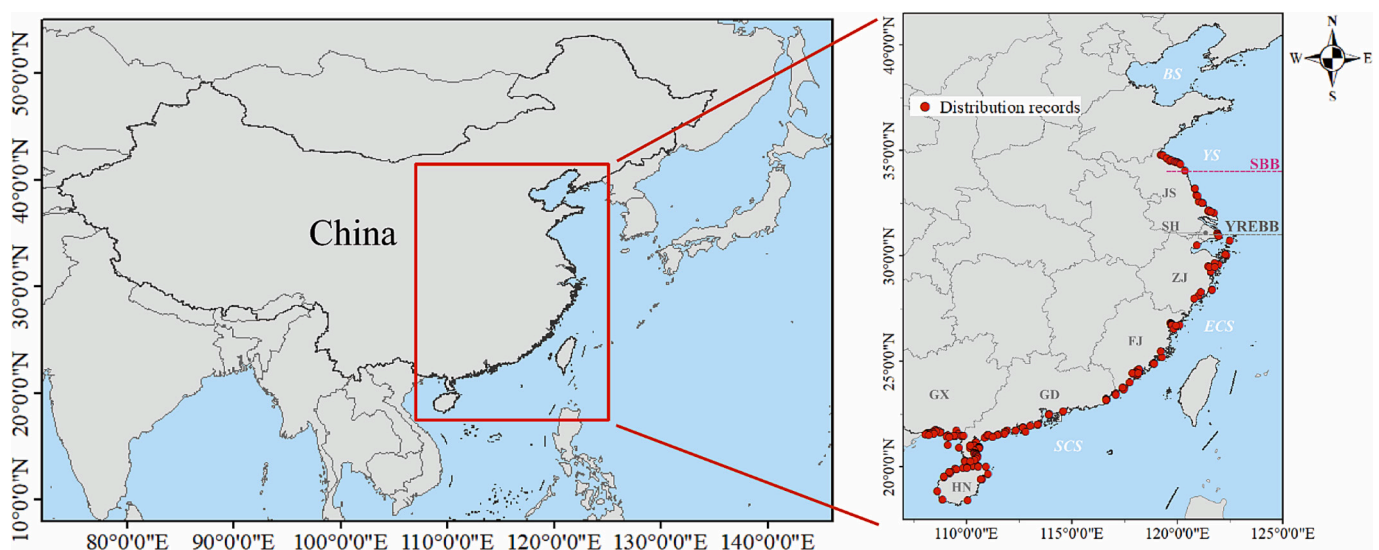 50°0'0"N
40°0'0"N
30°0'0"N
20°0'0"N
10°0'0"N
China
80°0'0"E
90°0'0"E
100°0'0"E
110°0'0"E
120°0'0"E
130°0'0"E
140°0'0"E
40°0'0"N
35°0'0"N
30°0'0"N
25°0'0"N
20°0'0"N
BS
Distribution records
YS
SBB
JS
SH
YREBB
ZJ
ECS
FJ
GX
GD
SCS
HN
110°0'0"E
115°0'0"E
120°0'0"E
125°0'0"E
N
W
E
S